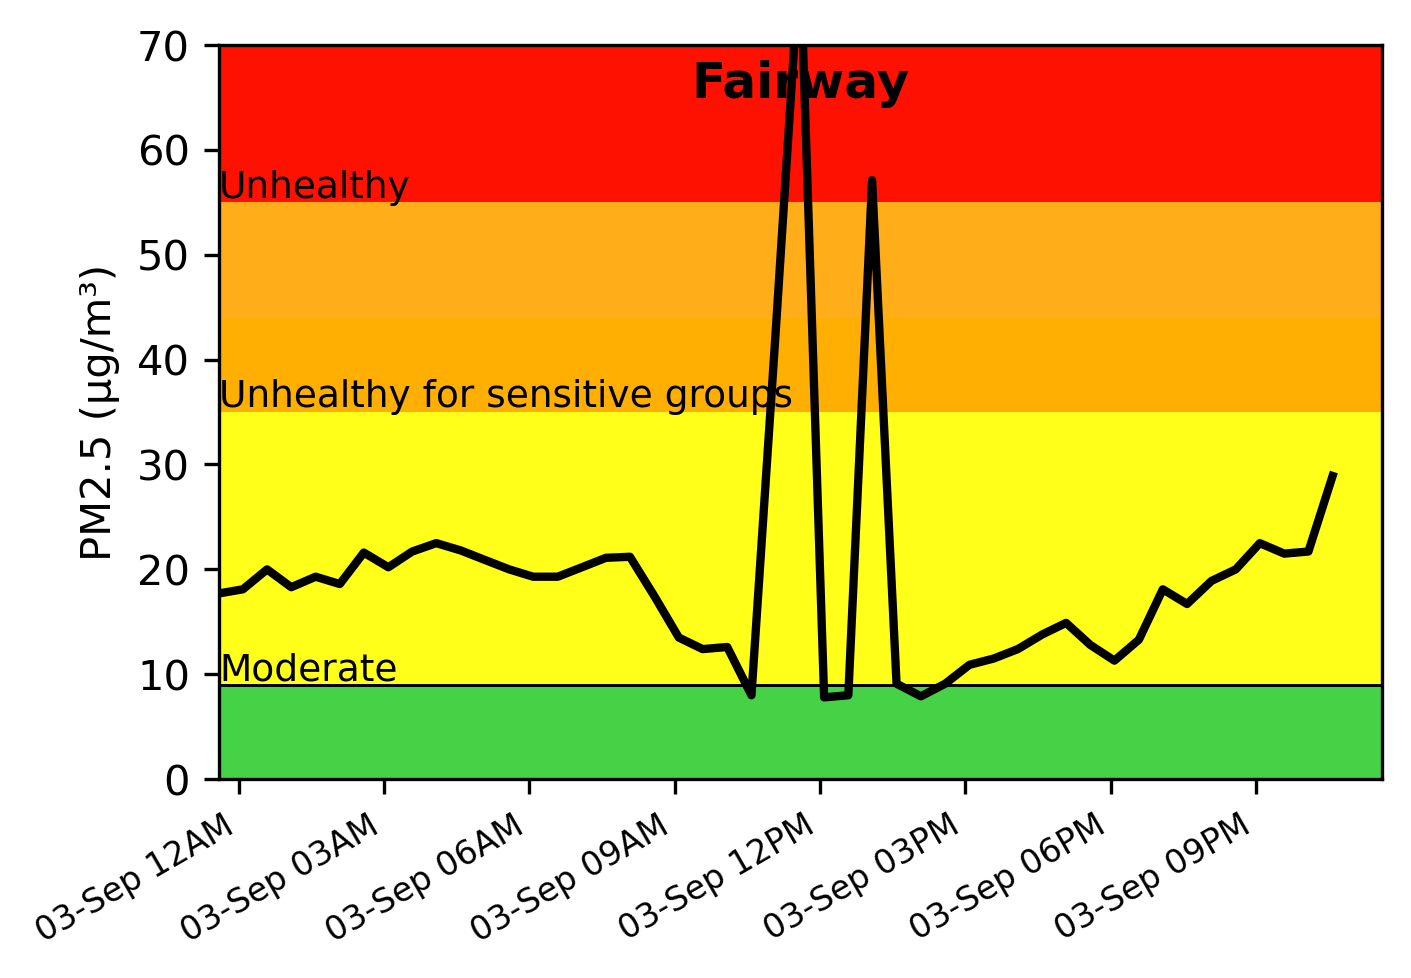 Fairway
PM2.5 (µg/m³)
70
60
50
40
30
20
10
0
Unhealthy
Unhealthy for sensitive groups
Moderate
03-Sep 12AM
03-Sep 03AM
03-Sep 06AM
03-Sep 09AM
03-Sep 12PM
03-Sep 03PM
03-Sep 06PM
03-Sep 09PM